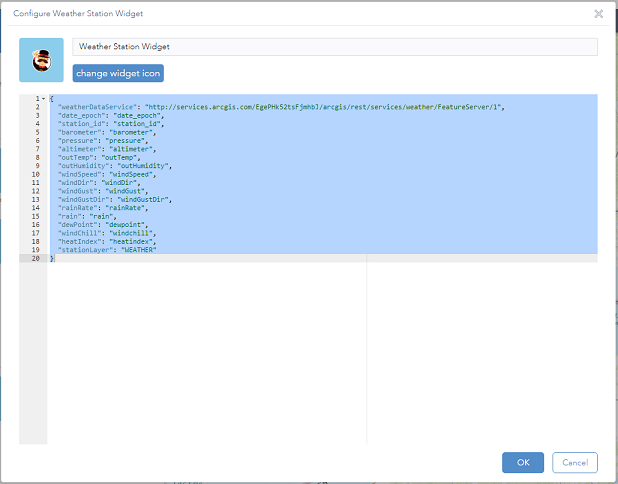 Configure Weather Station Widget
Weather Station Widget
change widget icon
1 {
2 "weatherDataService": "http://services.arcgis.com/EgePHk52tsFjmhbJ/arcgis/rest/services/weather/FeatureServer/1",
3 "date_epoch": "date_epoch",
4 "station_id": "station_id",
5 "barometer": "barometer",
6 "pressure": "pressure",
7 "altimeter": "altimeter",
8 "outTemp": "outTemp",
9 "outHumidity": "outHumidity",
10 "windSpeed": "windSpeed",
11 "windDir": "windDir",
12 "windGust": "windGust",
13 "windGustDir": "windGustDir",
14 "rainRate": "rainRate",
15 "rain": "rain",
16 "dewPoint": "dewpoint",
17 "windChill": "windchill",
18 "heatIndex": "heatindex",
19 "stationLayer": "WEATHER"
20 }
OK
Cancel